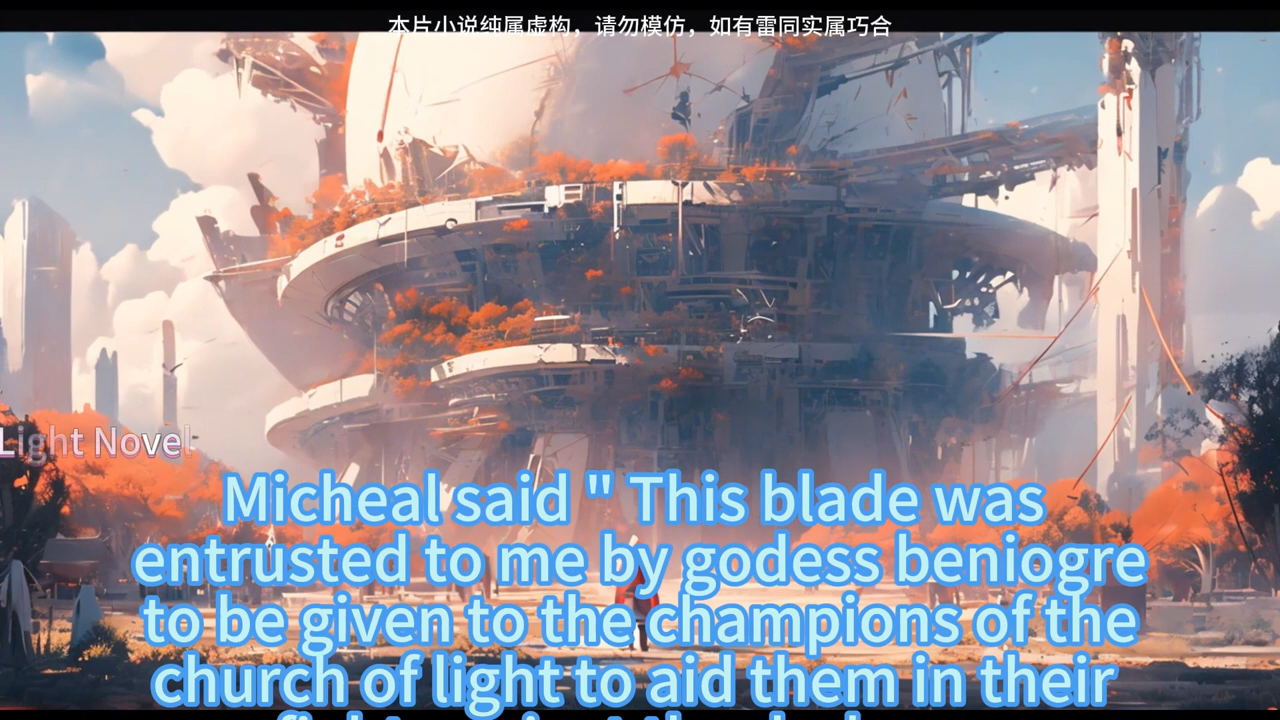 本片小说纯属虚构，请勿模仿，如有雷同实属巧合
Light Novel
Micheal said " This blade was
entrusted to me by godess beniogre
to be given to the champions of the
church of light to aid them in their